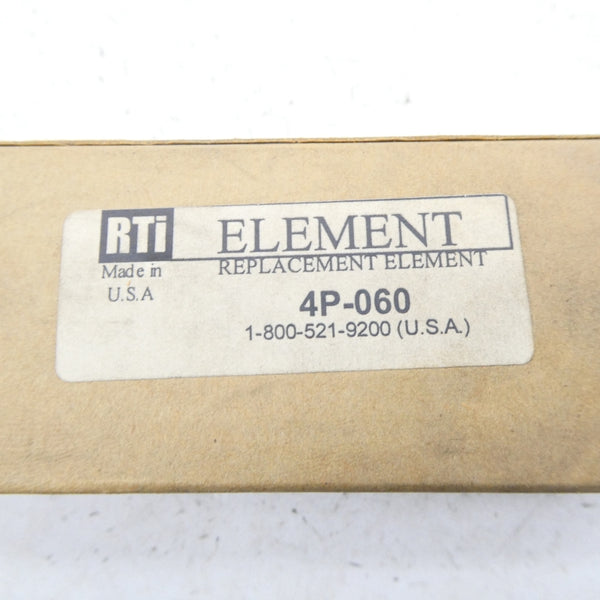 RTi
ELEMENT
REPLACEMENT ELEMENT
Made in
U.S.A
4P-060
1-800-521-9200 (U.S.A.)